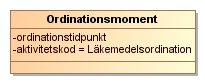 Ordinationsmoment
-ordinationstidpunkt
-aktivitetskod = Läkemedelsordination